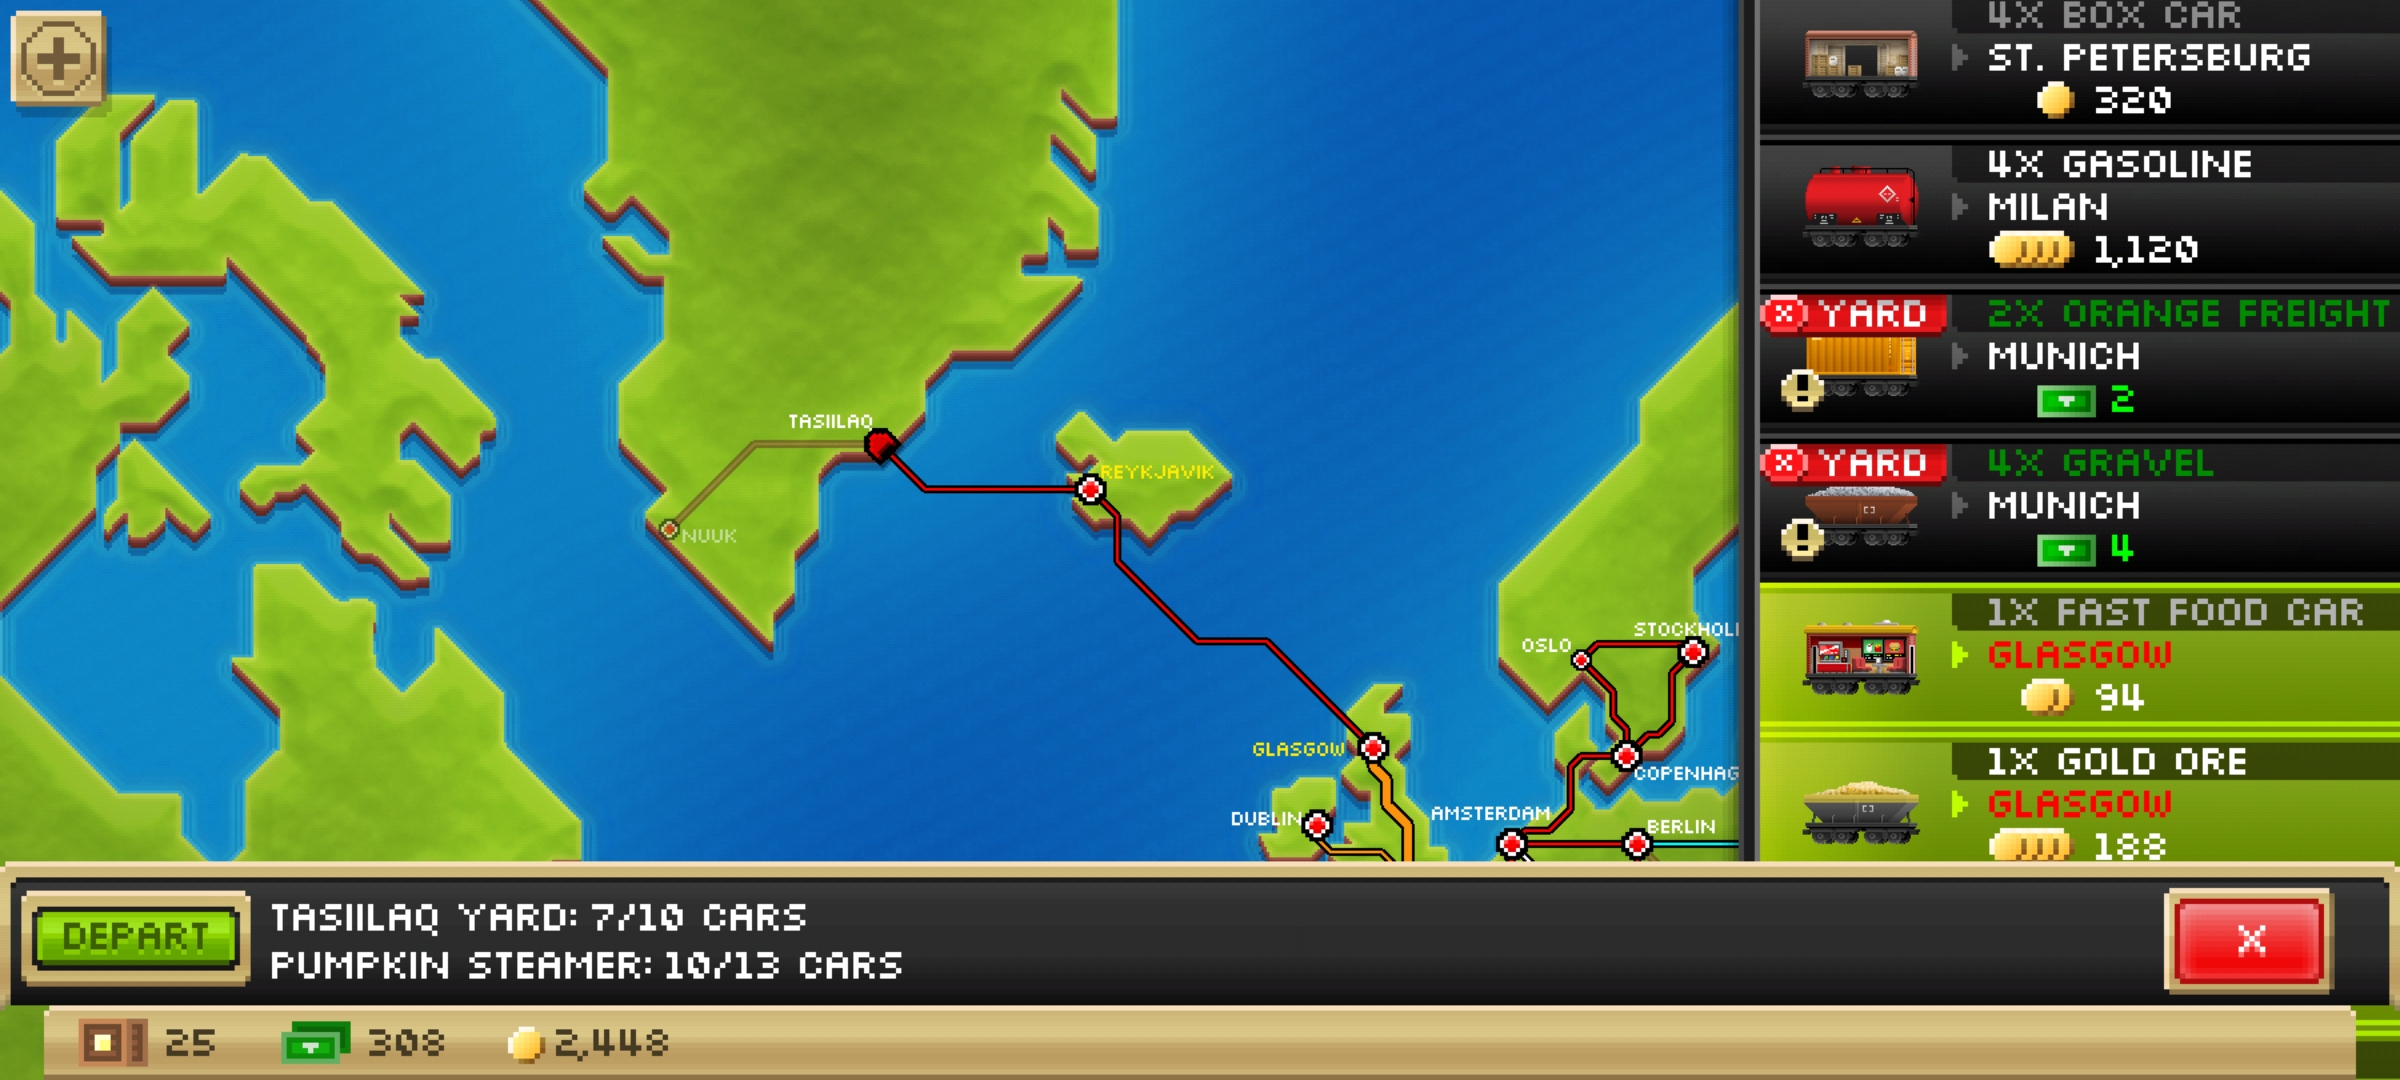 4X BOX CAR
ST. PETERSBURG
320
4X GASOLINE
MILAN
1,120
YARD
2X ORANGE FREIGHT
MUNICH
2
YARD
4X GRAVEL
MUNICH
4
1X FAST FOOD CAR
GLASGOW
94
1X GOLD ORE
GLASGOW
188
TASIILAQ
REYKJAVIK
NUUK
OSLO
STOCKHOL
GLASGOW
COPENHAG
DUBLIN
AMSTERDAM
BERLIN
DEPART
TASIILAQ YARD: 7/10 CARS
PUMPKIN STEAMER: 10/13 CARS
X
25
308
2,448